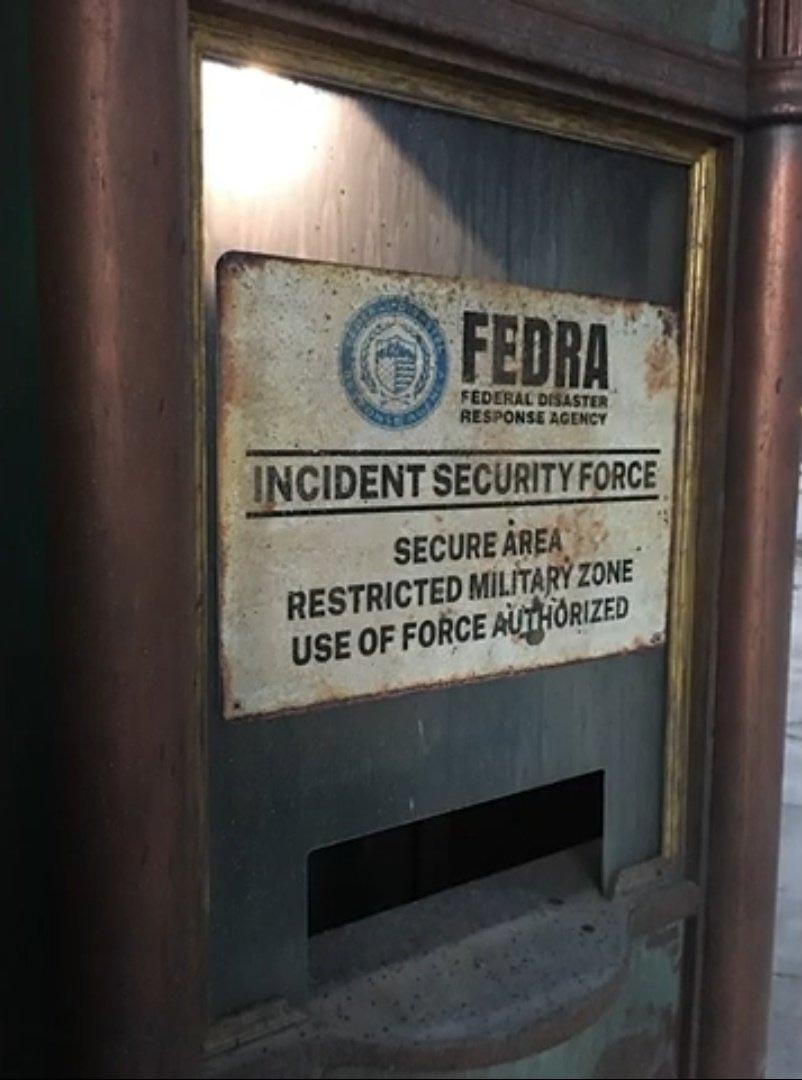 FEDRA
FEDERAL DISASTER
RESPONSE AGENCY
INCIDENT SECURITY FORCE
SECURE AREA
RESTRICTED MILITARY ZONE
USE OF FORCE AUTHORIZED